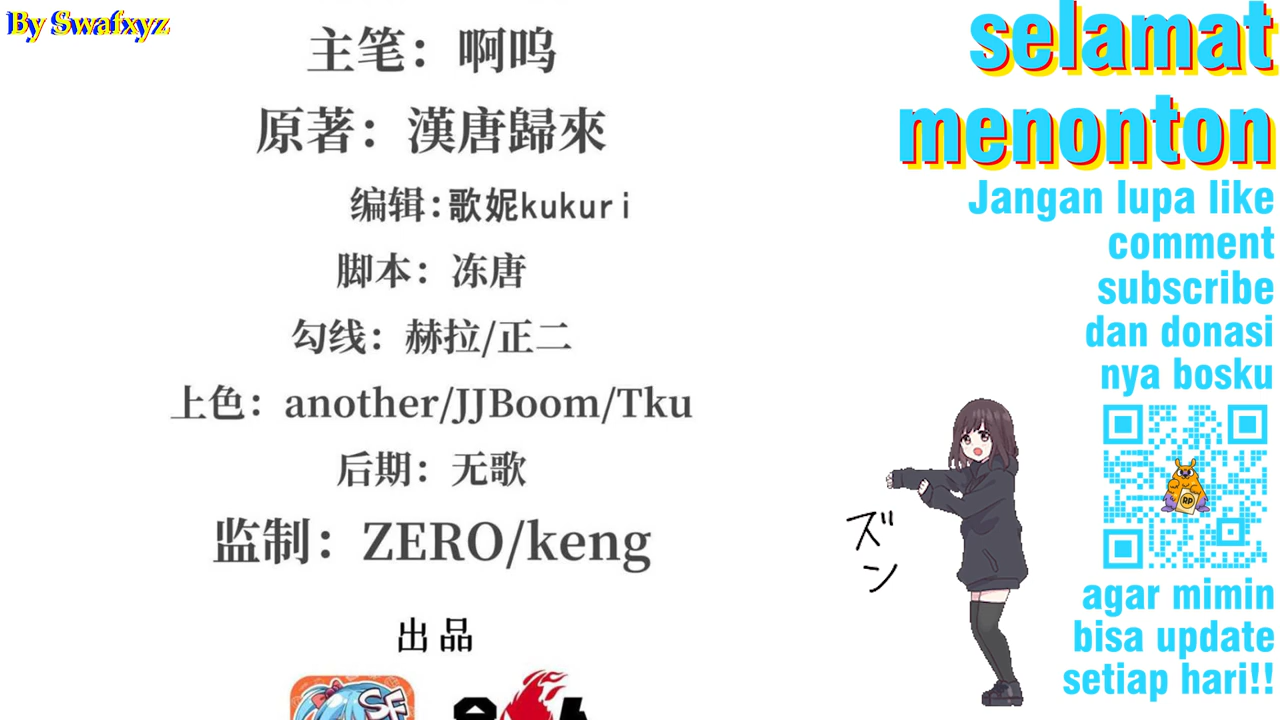 By Swafxyz
主笔：啊呜
原著：漢唐歸來
编辑:歌妮kukuri
脚本：冻唐
勾线：赫拉/正二
上色：another/JJBoom/Tku
后期：无歌
监制：ZERO/keng
出品
SF
selamat
menonton
Jangan lupa like
comment
subscribe
dan donasi
nya bosku
RP
agar mimin
bisa update
setiap hari!!
ズ
ン